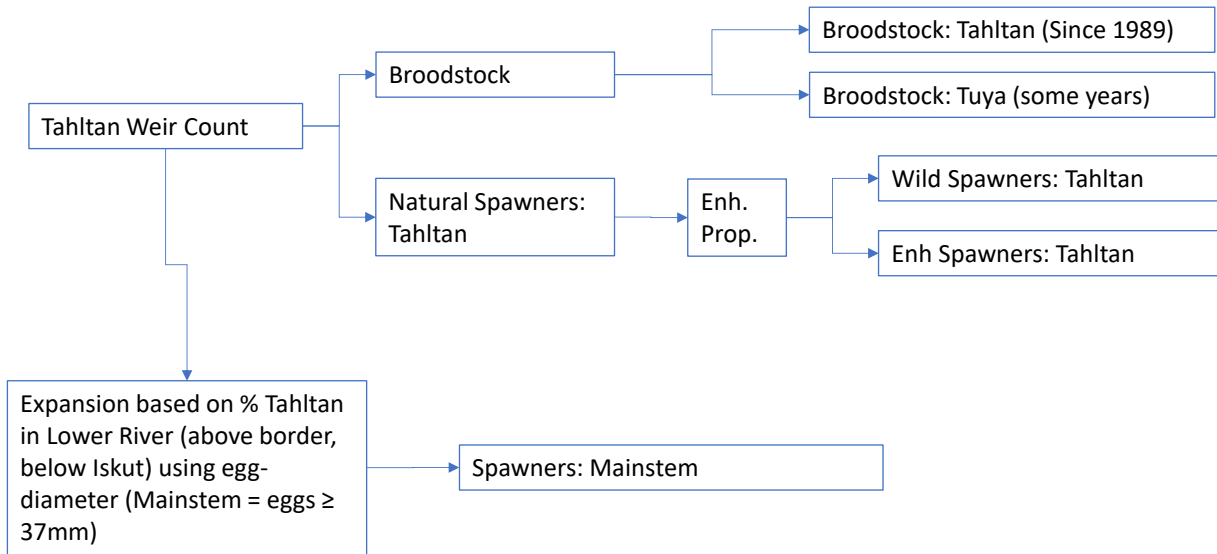 Broodstock: Tahltan (Since 1989)
Broodstock
Broodstock: Tuya (some years)
Tahltan Weir Count
Natural Spawners:
Tahltan
Enh.
Prop.
Wild Spawners: Tahltan
Enh Spawners: Tahltan
Expansion based on % Tahltan
in Lower River (above border,
below Iskut) using egg-
diameter (Mainstem = eggs ≥
37mm)
Spawners: Mainstem